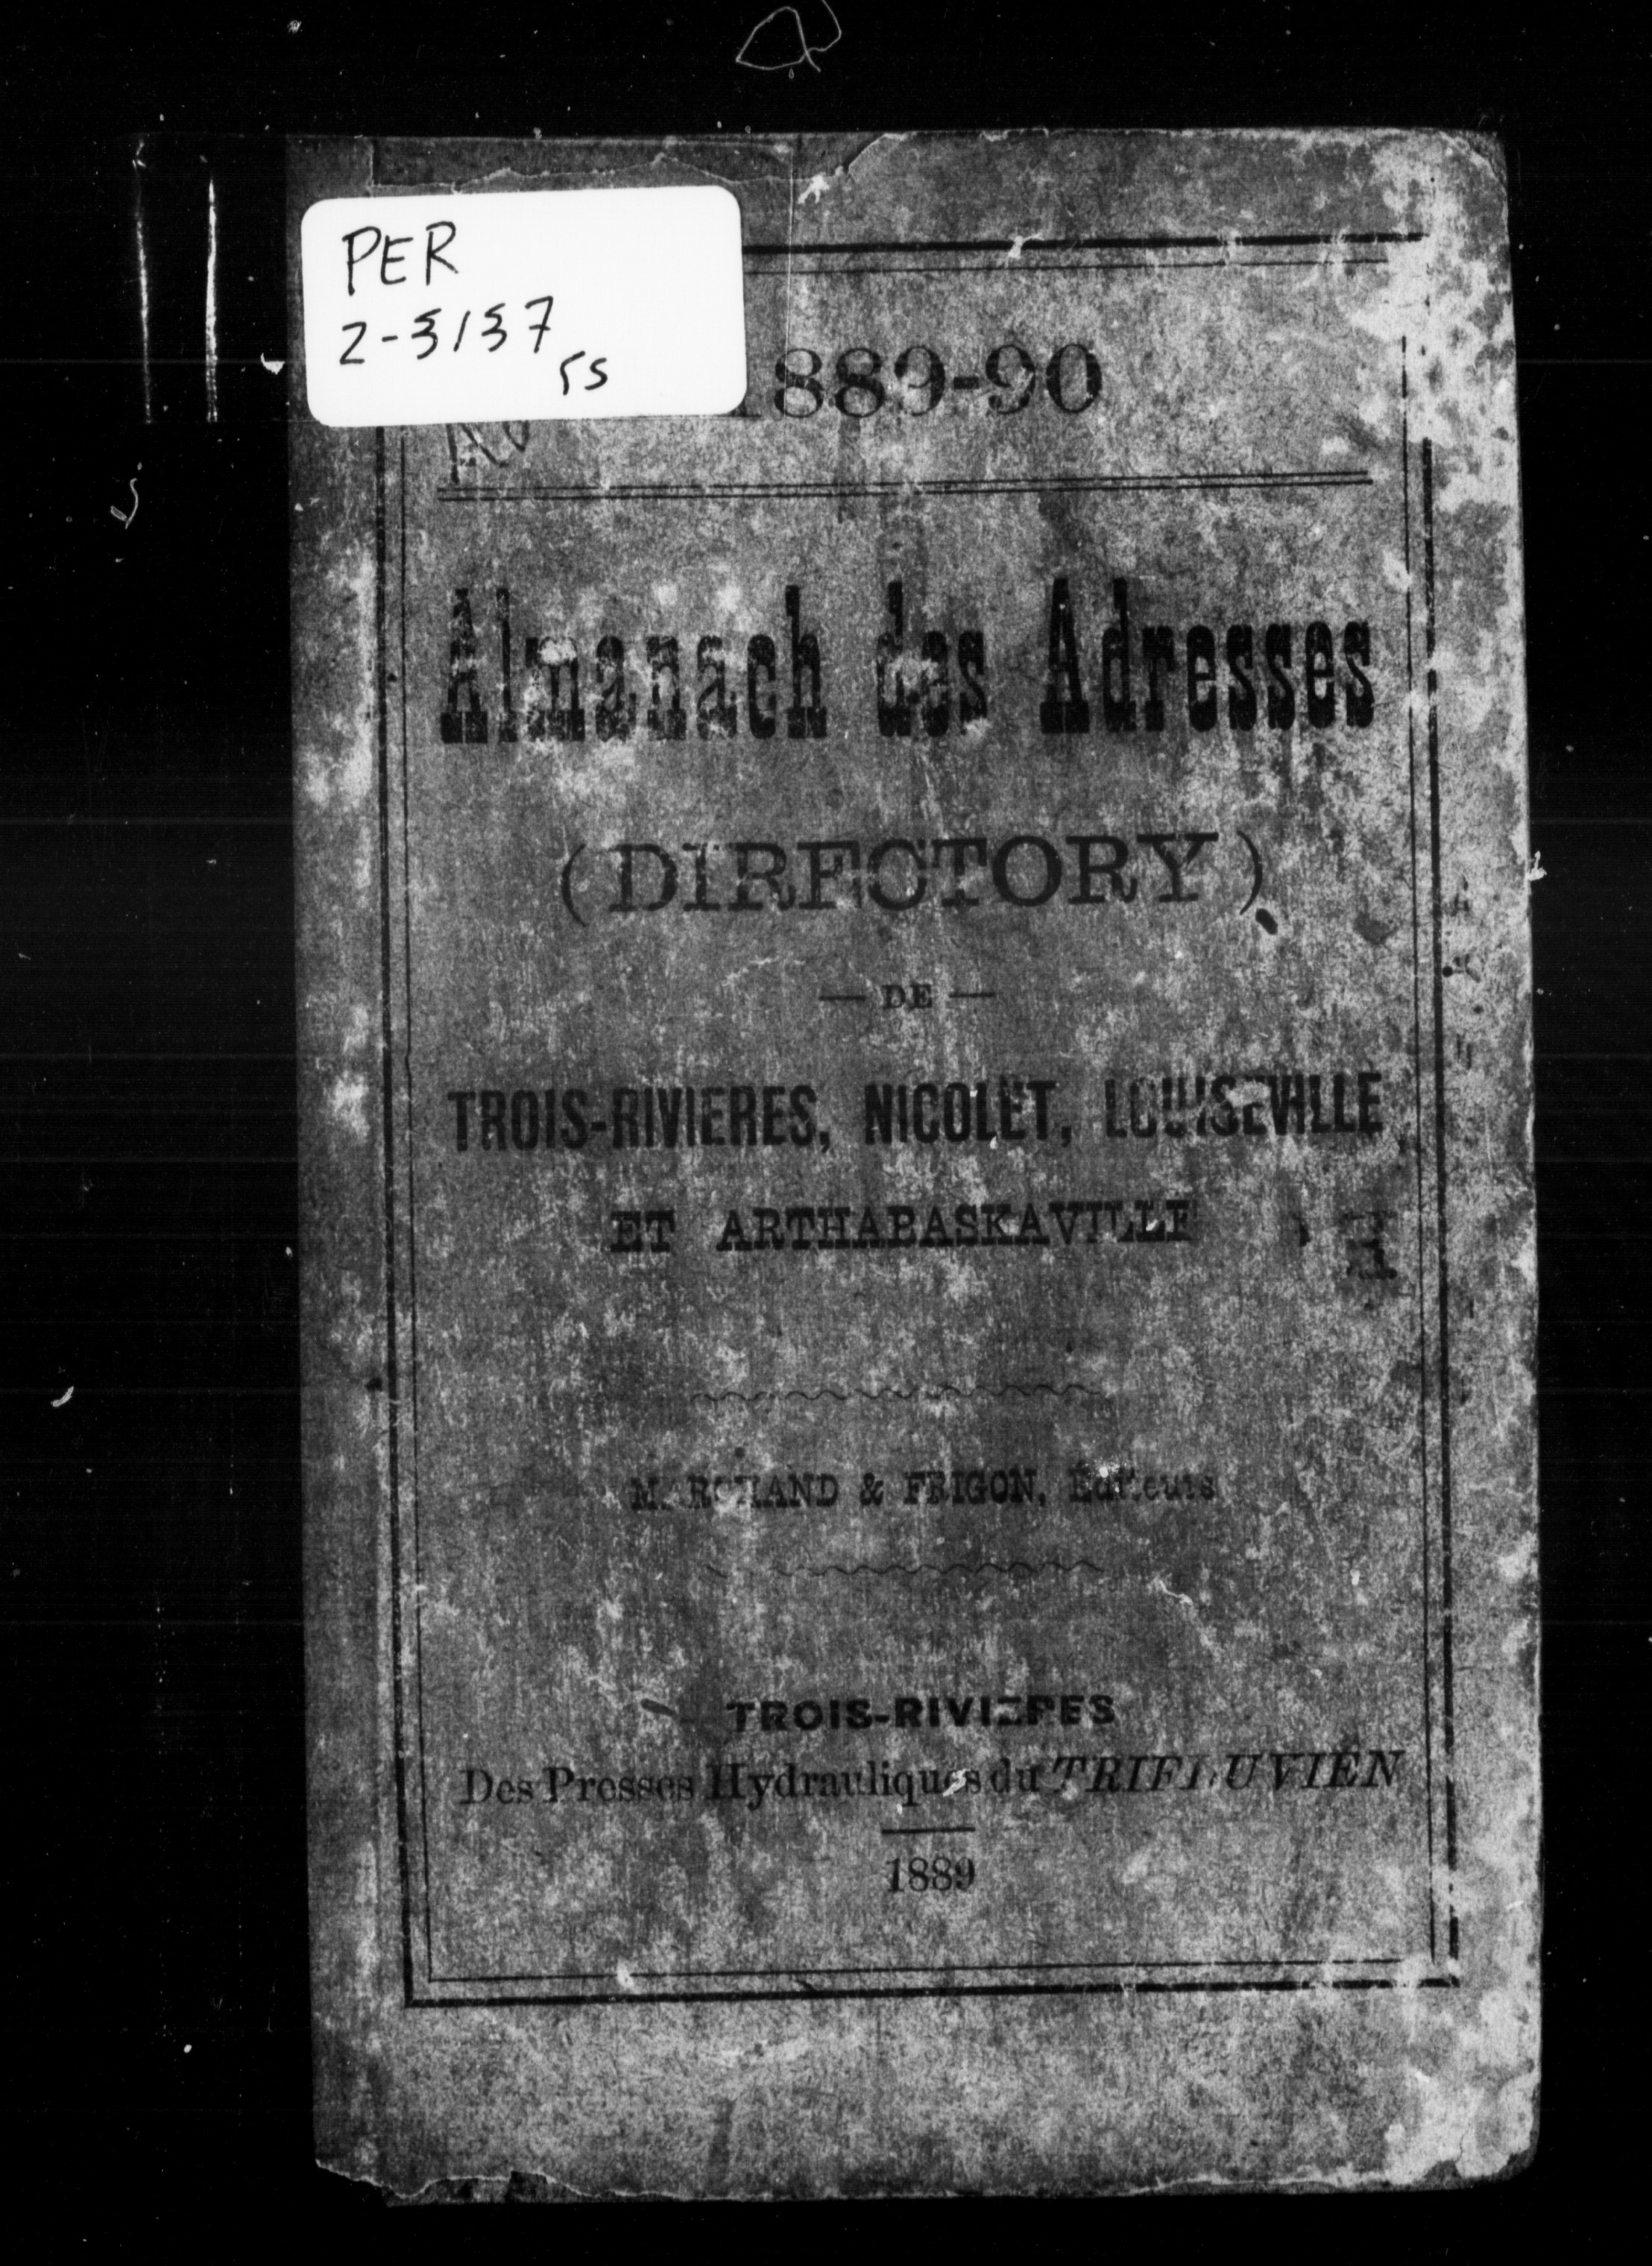 PER
2-3137
1889-90
Almanach des Adresses
(DIRECTORY)
— DE —
TROIS-RIVIERES, NICOLET, LOUISEVILLE
ET ARTHABASKAVILLE
MARCHAND & FRIGON, Éditeurs
TROIS-RIVIERES
Des Presses Hydrauliques du TRIFLUVIEN
1889